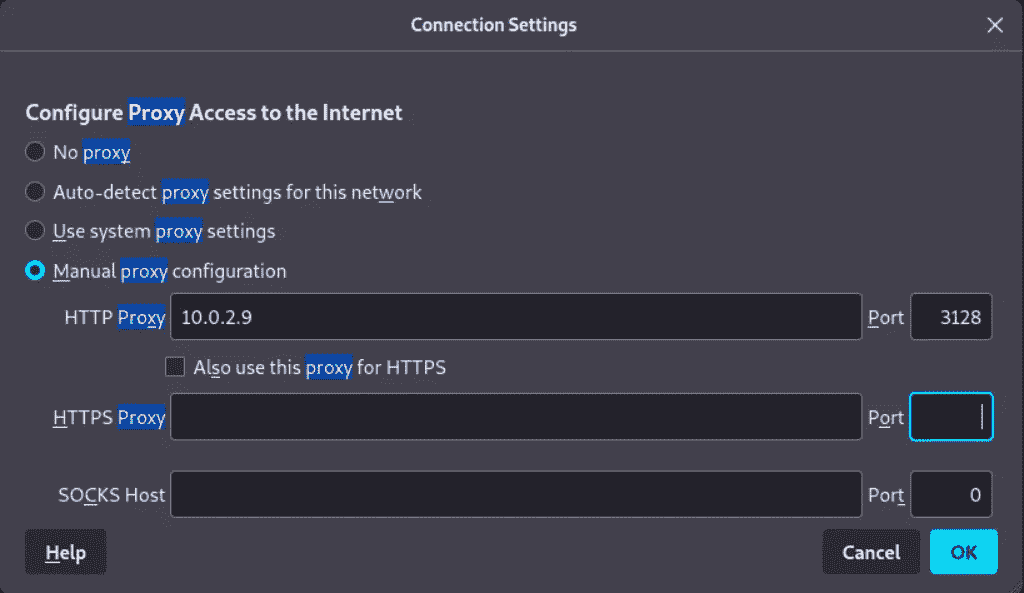 Connection Settings
Configure Proxy Access to the Internet
No proxy
Auto-detect proxy settings for this network
Use system proxy settings
Manual proxy configuration
HTTP Proxy 10.0.2.9 Port 3128
Also use this proxy for HTTPS
HTTPS Proxy Port
SOCKS Host Port 0
Help Cancel OK